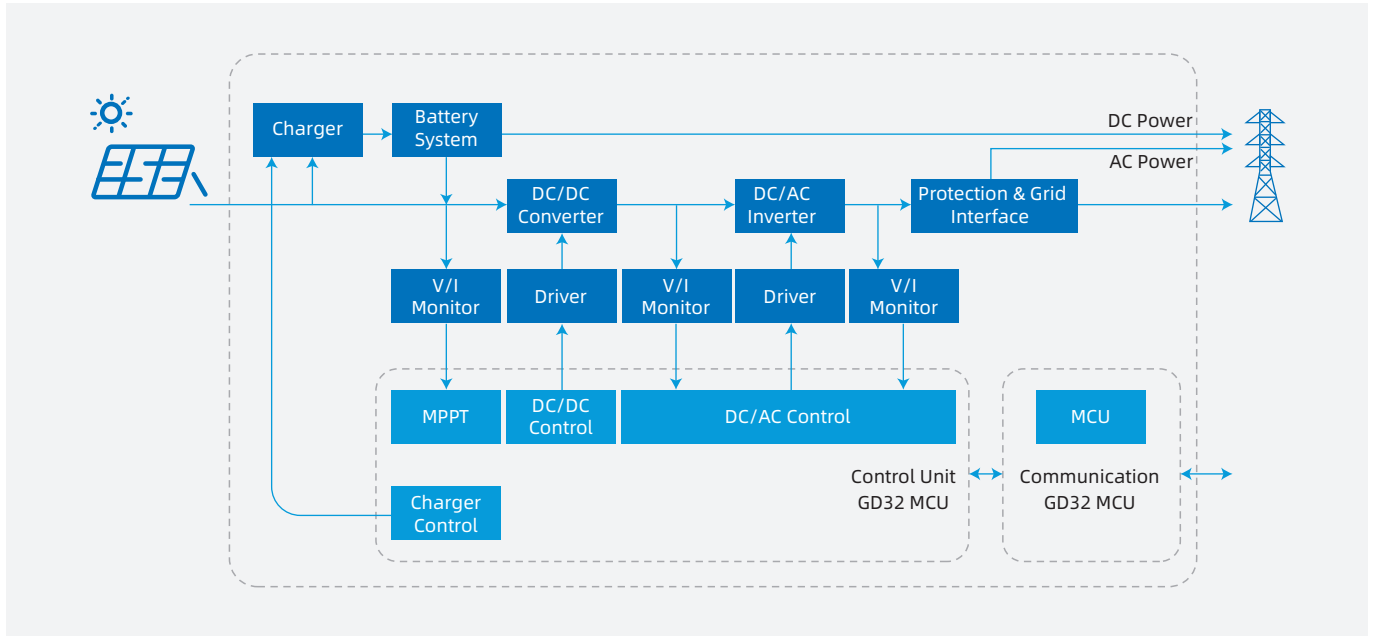 Charger
Battery
System
DC Power
AC Power
DC/DC
Converter
DC/AC
Inverter
Protection & Grid
Interface
V/I
Monitor
Driver
V/I
Monitor
Driver
V/I
Monitor
MPPT
DC/DC
Control
DC/AC Control
MCU
Control Unit
GD32 MCU
Communication
GD32 MCU
Charger
Control